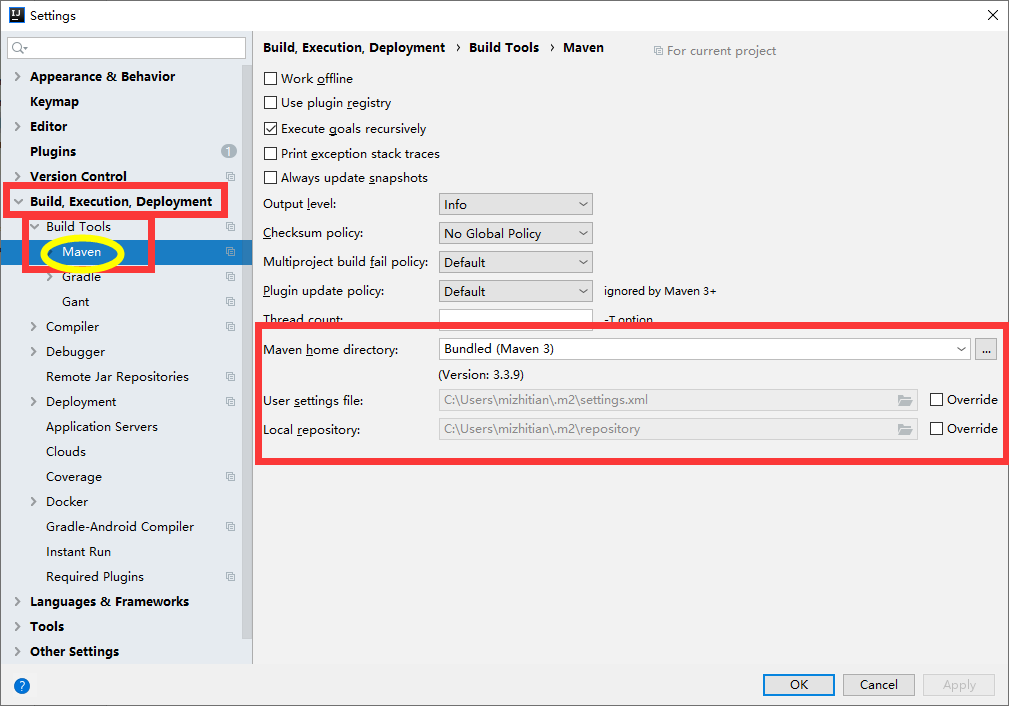 Settings
Build, Execution, Deployment › Build Tools › Maven
For current project
Appearance & Behavior
Keymap
Editor
Plugins
1
Version Control
Build, Execution, Deployment
Build Tools
Maven
Gradle
Gant
Compiler
Debugger
Remote Jar Repositories
Deployment
Application Servers
Clouds
Coverage
Docker
Gradle-Android Compiler
Instant Run
Required Plugins
Languages & Frameworks
Tools
Other Settings
Work offline
Use plugin registry
Execute goals recursively
Print exception stack traces
Always update snapshots
Output level: Info
Checksum policy: No Global Policy
Multiproject build fail policy: Default
Plugin update policy: Default ignored by Maven 3+
Thread count: -T option
Maven home directory: Bundled (Maven 3) ...
(Version: 3.3.9)
User settings file: C:\Users\mizhitian\.m2\settings.xml Override
Local repository: C:\Users\mizhitian\.m2\repository Override
? OK Cancel Apply